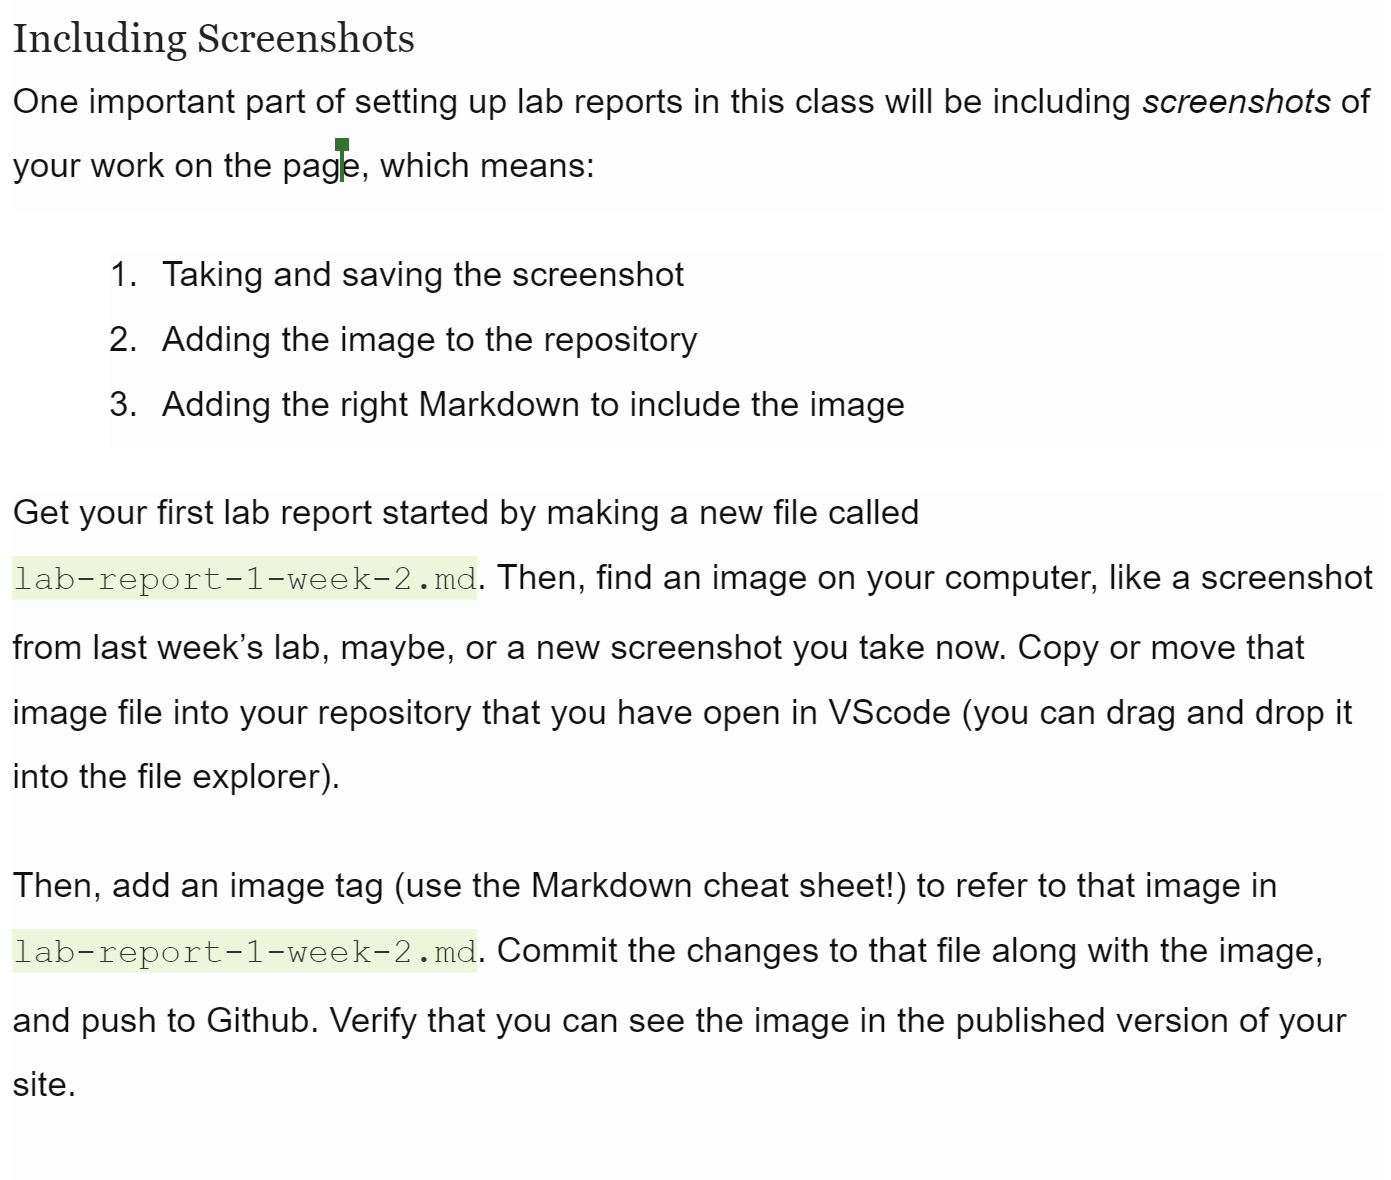 Including Screenshots
One important part of setting up lab reports in this class will be including screenshots of
your work on the page, which means:
1. Taking and saving the screenshot
2. Adding the image to the repository
3. Adding the right Markdown to include the image
Get your first lab report started by making a new file called
lab-report-1-week-2.md. Then, find an image on your computer, like a screenshot
from last week’s lab, maybe, or a new screenshot you take now. Copy or move that
image file into your repository that you have open in VScode (you can drag and drop it
into the file explorer).
Then, add an image tag (use the Markdown cheat sheet!) to refer to that image in
lab-report-1-week-2.md. Commit the changes to that file along with the image,
and push to Github. Verify that you can see the image in the published version of your
site.